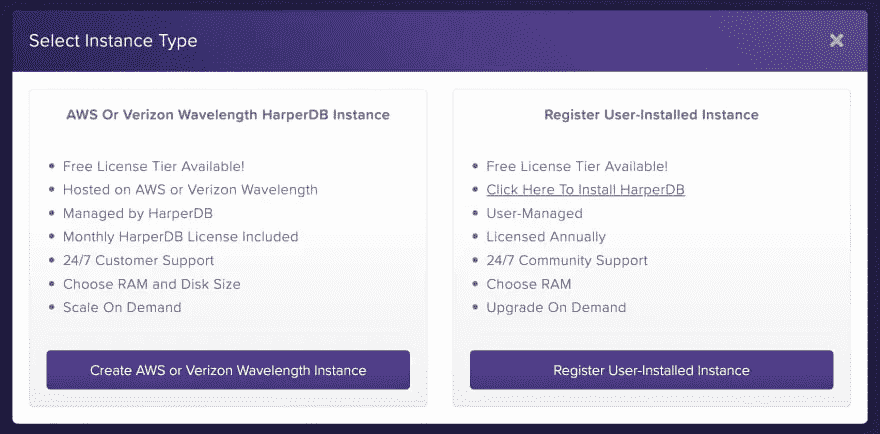 Select Instance Type
AWS Or Verizon Wavelength HarperDB Instance
Free License Tier Available!
Hosted on AWS or Verizon Wavelength
Managed by HarperDB
Monthly HarperDB License Included
24/7 Customer Support
Choose RAM and Disk Size
Scale On Demand
Create AWS or Verizon Wavelength Instance
Register User-Installed Instance
Free License Tier Available!
Click Here To Install HarperDB
User-Managed
Licensed Annually
24/7 Community Support
Choose RAM
Upgrade On Demand
Register User-Installed Instance